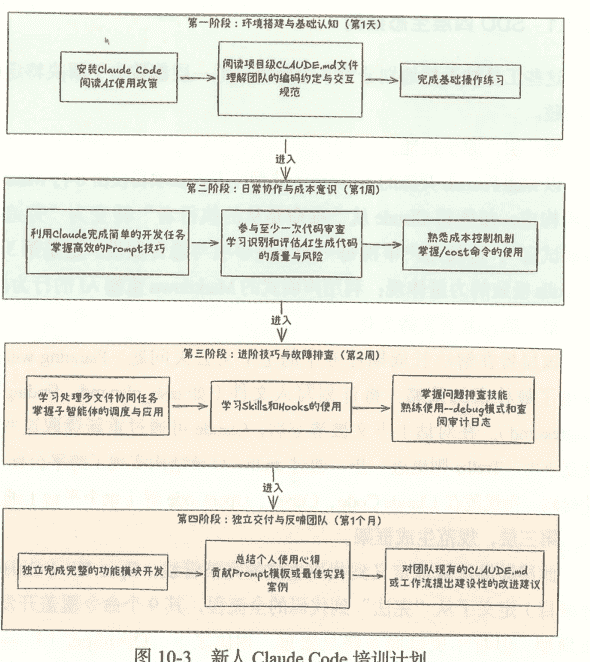 第一阶段：环境搭建与基础认知（第1天）
安装Claude Code
阅读AI使用政策
阅读项目级CLAUDE.md文件
理解团队的编码约定与交互
规范
完成基础操作练习
进入
第二阶段：日常协作与成本意识（第1周）
利用Claude完成简单的开发任务
掌握高效的Prompt技巧
参与至少一次代码审查
学习识别和评估AI生成代码
的质量与风险
熟悉成本控制机制
掌握/cost命令的使用
进入
第三阶段：进阶技巧与故障排查（第2周）
学习处理多文件协同任务
掌握子智能体的调度与应用
学习Skills和Hooks的使用
掌握问题排查技能
熟练使用--debug模式和查
阅审计日志
进入
第四阶段：独立交付与反哺团队（第1个月）
独立完成完整的功能模块开发
总结个人使用心得
贡献Prompt模板或最佳实践
案例
对团队现有的CLAUDE.md
或工作流提出建设性的改进建议
图 10-3 新人 Claude Code 培训计划